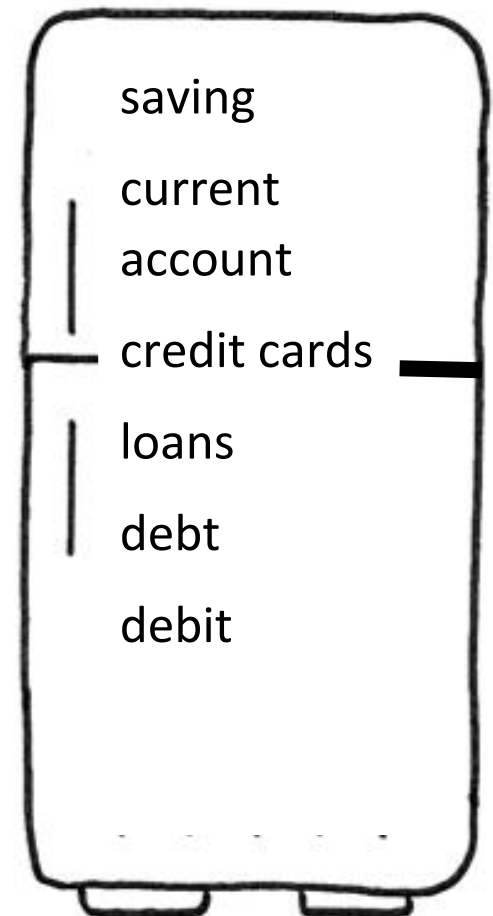 saving
current
account
credit cards
loans
debt
debit